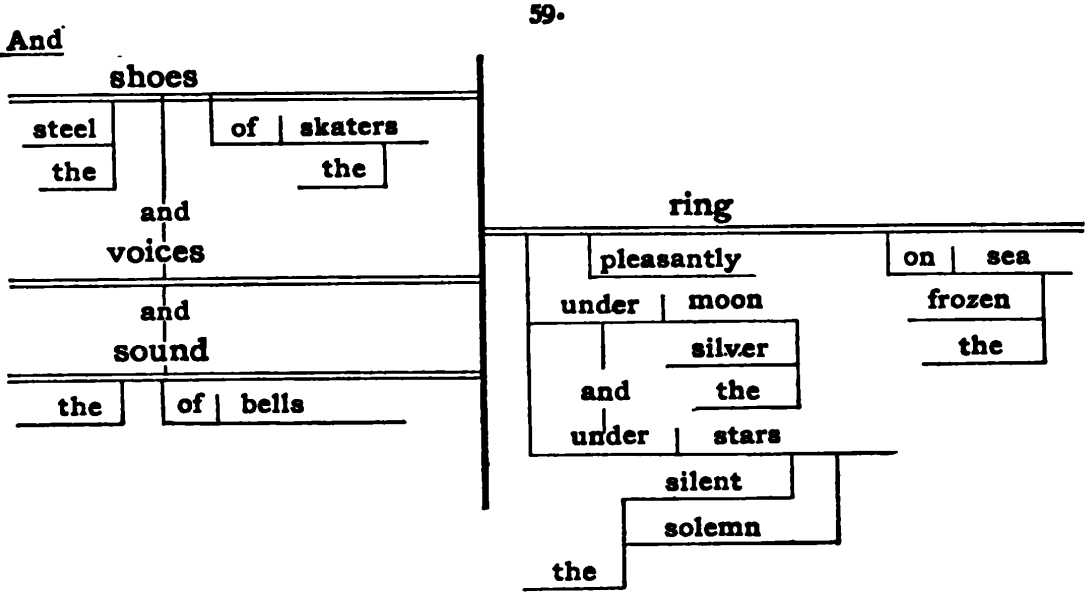 59.
And
shoes
steel
the
of skaters
the
and
voices
and
sound
the
of bells
ring
pleasantly
on sea
frozen
the
under moon
silver
the
and
under stars
silent
solemn
the